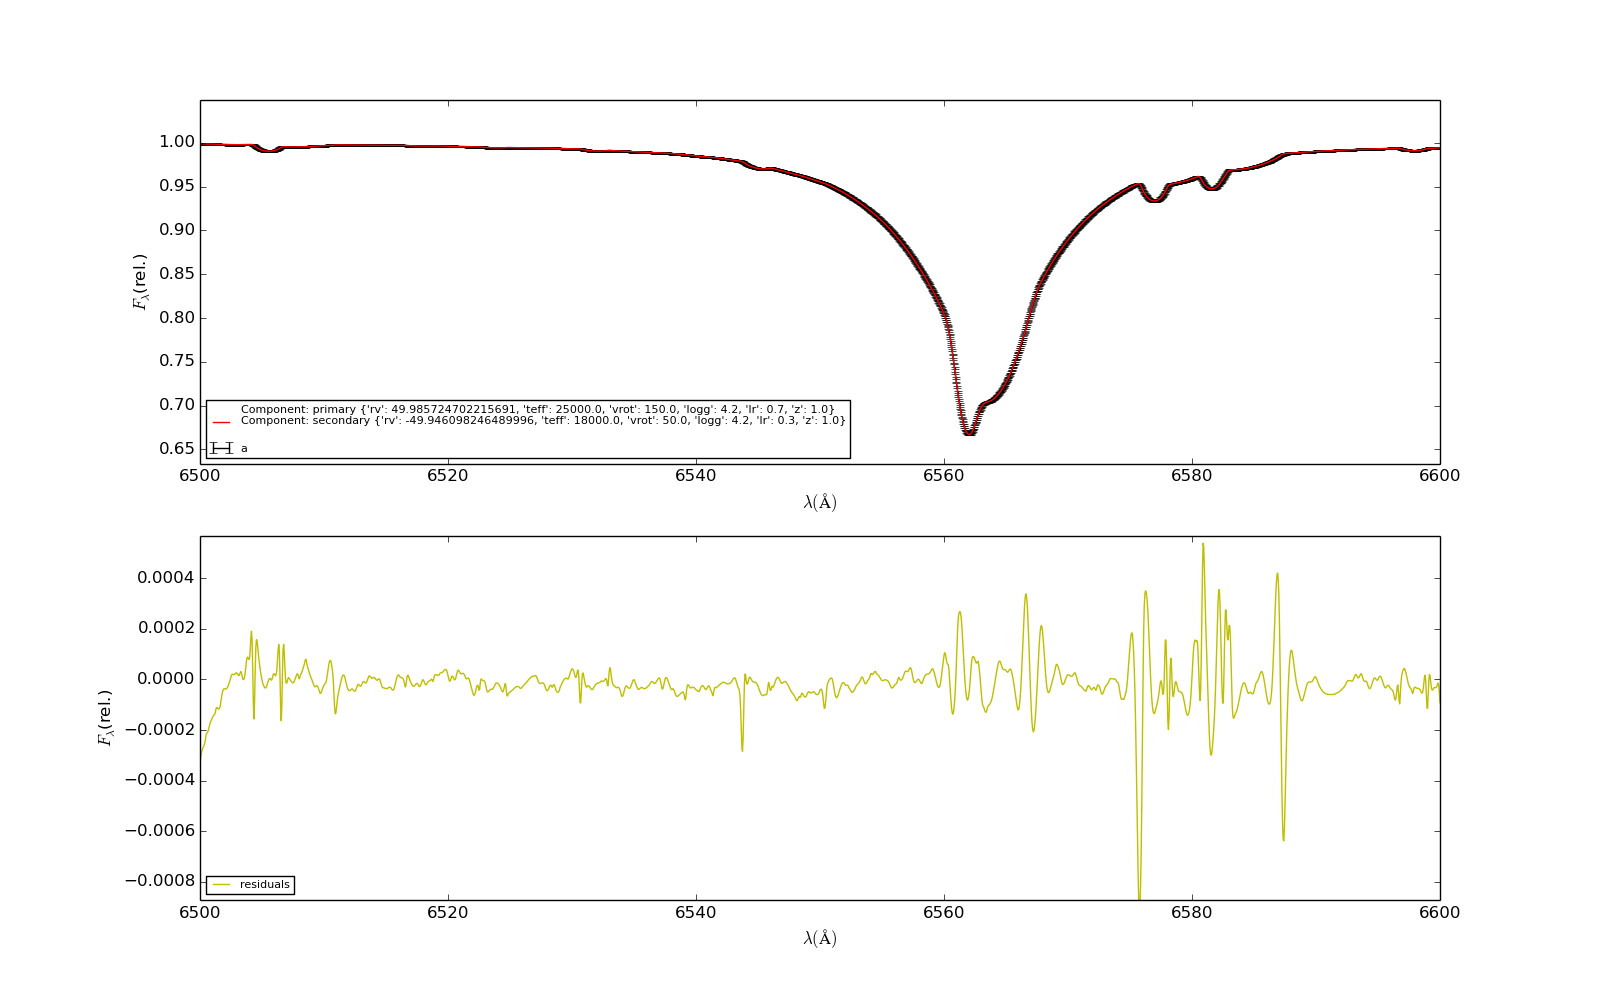 1.00
0.95
0.90
0.85
0.80
0.75
0.70
0.65
F_λ(rel.)
Component: primary {'rv': 49.985724702215691, 'teff': 25000.0, 'vrot': 150.0, 'logg': 4.2, 'lr': 0.7, 'z': 1.0}
Component: secondary {'rv': -49.946098246489996, 'teff': 18000.0, 'vrot': 50.0, 'logg': 4.2, 'lr': 0.3, 'z': 1.0}
a
6500 6520 6540 6560 6580 6600
λ(Å)
0.0004
0.0002
0.0000
−0.0002
−0.0004
−0.0006
−0.0008
F_λ(rel.)
residuals
6500 6520 6540 6560 6580 6600
λ(Å)